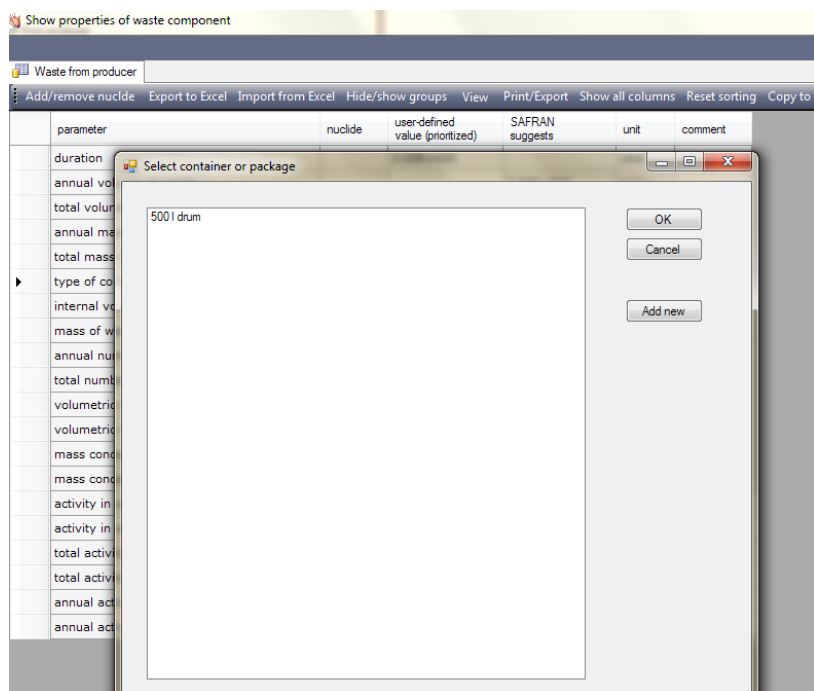 Show properties of waste component
Waste from producer
Add/remove nuclde Export to Excel Import from Excel Hide/show groups View Print/Export Show all columns Reset sorting Copy to
parameter nuclide user-defined value (prioritized) SAFRAN suggests unit comment
duration
annual vol
total volum
annual ma
total mass
type of co
internal vo
mass of w
annual nu
total numb
volumetric
volumetric
mass conc
mass conc
activity in
activity in
total activi
total activi
annual act
annual act
Select container or package
500 l drum
OK
Cancel
Add new